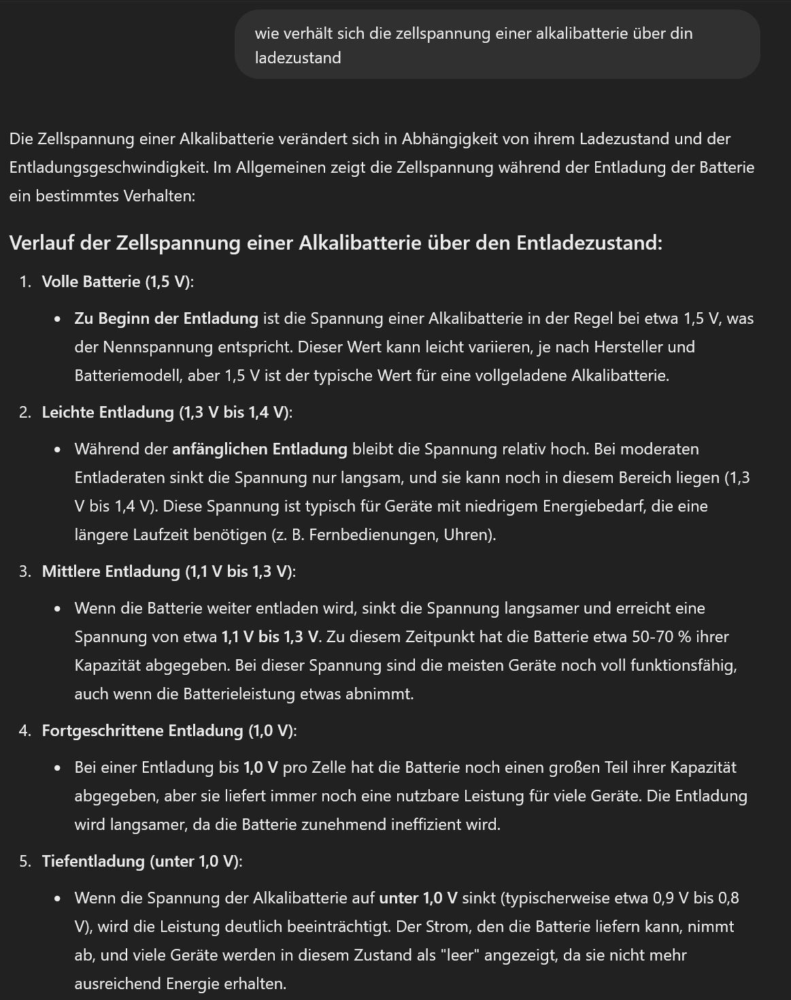 wie verhält sich die zellspannung einer alkalibatterie über din
ladezustand
Die Zellspannung einer Alkalibatterie verändert sich in Abhängigkeit von ihrem Ladezustand und der
Entladungsgeschwindigkeit. Im Allgemeinen zeigt die Zellspannung während der Entladung der Batterie
ein bestimmtes Verhalten:
Verlauf der Zellspannung einer Alkalibatterie über den Entladezustand:
1. Volle Batterie (1,5 V):
• Zu Beginn der Entladung ist die Spannung einer Alkalibatterie in der Regel bei etwa 1,5 V, was
der Nennspannung entspricht. Dieser Wert kann leicht variieren, je nach Hersteller und
Batteriemodell, aber 1,5 V ist der typische Wert für eine vollgeladene Alkalibatterie.
2. Leichte Entladung (1,3 V bis 1,4 V):
• Während der anfänglichen Entladung bleibt die Spannung relativ hoch. Bei moderaten
Entladeraten sinkt die Spannung nur langsam, und sie kann noch in diesem Bereich liegen (1,3
V bis 1,4 V). Diese Spannung ist typisch für Geräte mit niedrigem Energiebedarf, die eine
längere Laufzeit benötigen (z. B. Fernbedienungen, Uhren).
3. Mittlere Entladung (1,1 V bis 1,3 V):
• Wenn die Batterie weiter entladen wird, sinkt die Spannung langsamer und erreicht eine
Spannung von etwa 1,1 V bis 1,3 V. Zu diesem Zeitpunkt hat die Batterie etwa 50-70 % ihrer
Kapazität abgegeben. Bei dieser Spannung sind die meisten Geräte noch voll funktionsfähig,
auch wenn die Batterieleistung etwas abnimmt.
4. Fortgeschrittene Entladung (1,0 V):
• Bei einer Entladung bis 1,0 V pro Zelle hat die Batterie noch einen großen Teil ihrer Kapazität
abgegeben, aber sie liefert immer noch eine nutzbare Leistung für viele Geräte. Die Entladung
wird langsamer, da die Batterie zunehmend ineffizient wird.
5. Tiefentladung (unter 1,0 V):
• Wenn die Spannung der Alkalibatterie auf unter 1,0 V sinkt (typischerweise etwa 0,9 V bis 0,8
V), wird die Leistung deutlich beeinträchtigt. Der Strom, den die Batterie liefern kann, nimmt
ab, und viele Geräte werden in diesem Zustand als "leer" angezeigt, da sie nicht mehr
ausreichend Energie erhalten.